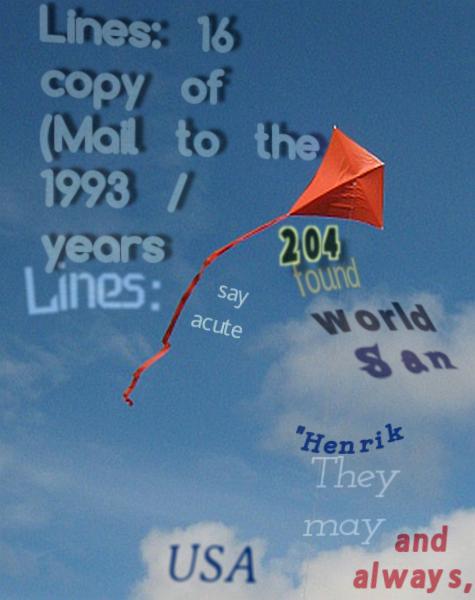 Lines: 16
copy of
(Mail to the
1993 /
years
Lines:
204
found
say
acute
World
San
"Henrik
They
may
and
always,
USA